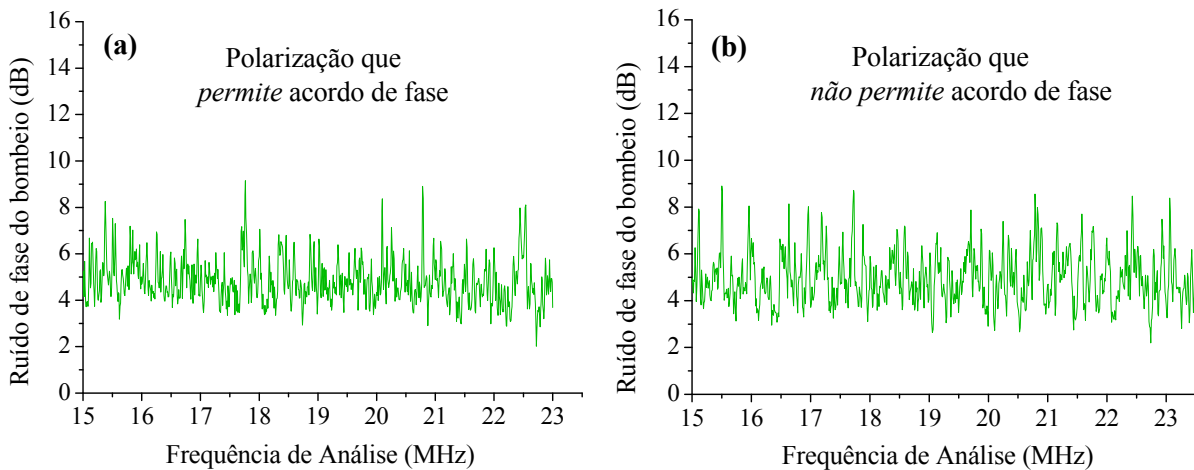 (a)
Polarização que
permite acordo de fase
Ruído de fase do bombeio (dB)
16
14
12
10
8
6
4
2
0
15 16 17 18 19 20 21 22 23
Frequência de Análise (MHz)
(b)
Polarização que
não permite acordo de fase
Ruído de fase do bombeio (dB)
16
14
12
10
8
6
4
2
0
15 16 17 18 19 20 21 22 23
Frequência de Análise (MHz)